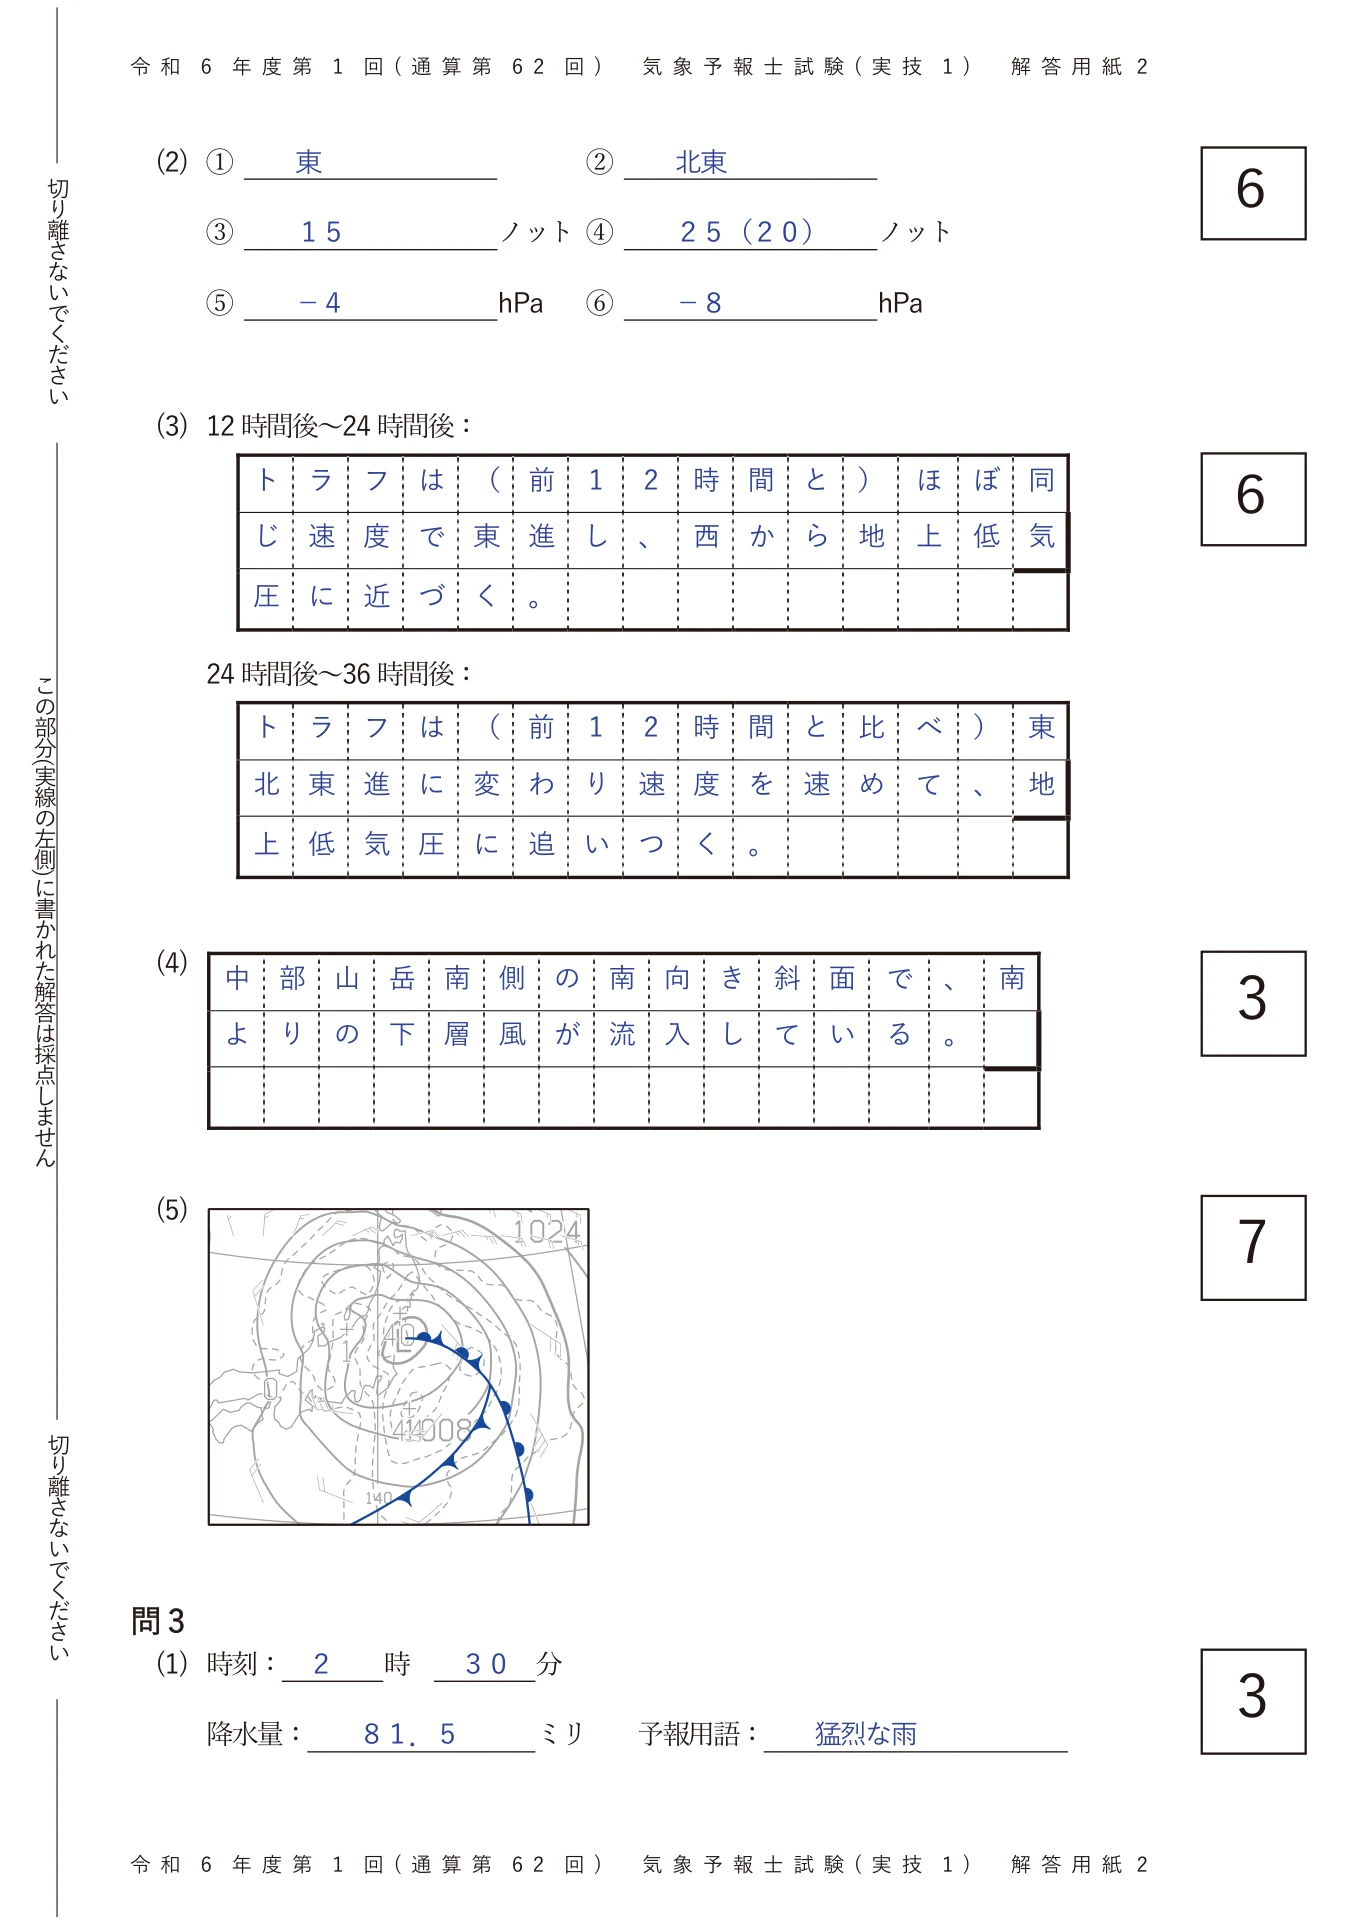 令和6年度第1回(通算第62回)　気象予報士試験(実技1)　解答用紙2
切り離さないでください
この部分(実線の左側)に書かれた解答は採点しません
切り離さないでください
(2) ① 東 ② 北東
6
③ 15 ノット ④ 25(20) ノット
⑤ －4 hPa ⑥ －8 hPa
(3) 12時間後～24時間後：
トラフは(前12時間と)ほぼ同
6
じ速度で東進し、西から地上低気
圧に近づく。
24時間後～36時間後：
トラフは(前12時間と比べ)東
北東進に変わり速度を速めて、地
上低気圧に追いつく。
(4) 中部山岳南側の南向き斜面で、南
3
よりの下層風が流入している。
(5)
7
1024
40
L
1
0
1008
140
問3
(1) 時刻： 2 時 30 分
3
降水量： 81．5 ミリ 予報用語： 猛烈な雨
令和6年度第1回(通算第62回)　気象予報士試験(実技1)　解答用紙2